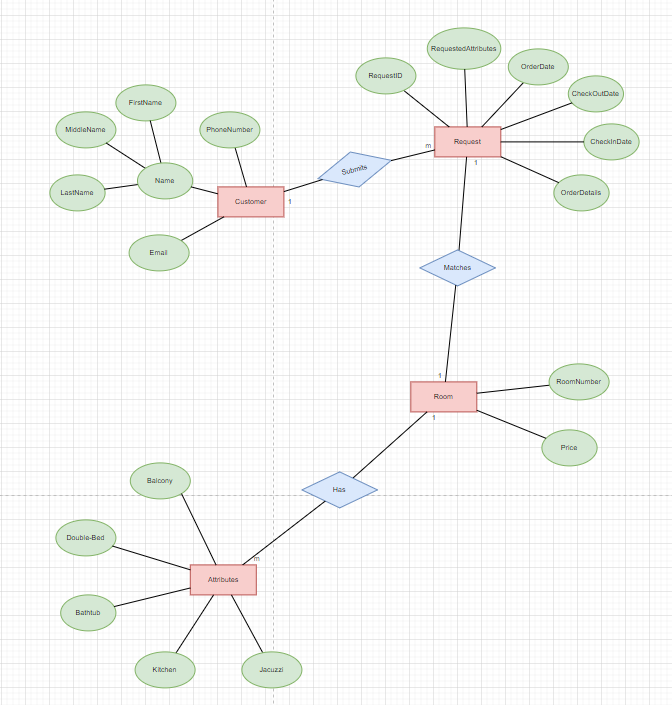 RequestedAttributes
OrderDate
RequestID
CheckOutDate
FirstName
MiddleName
PhoneNumber
m
Request
CheckInDate
1
Submits
Name
LastName
Customer
1
OrderDetails
Email
Matches
1
Room
RoomNumber
1
Price
Balcony
Has
Double-Bed
m
Attributes
Bathtub
Kitchen
Jacuzzi